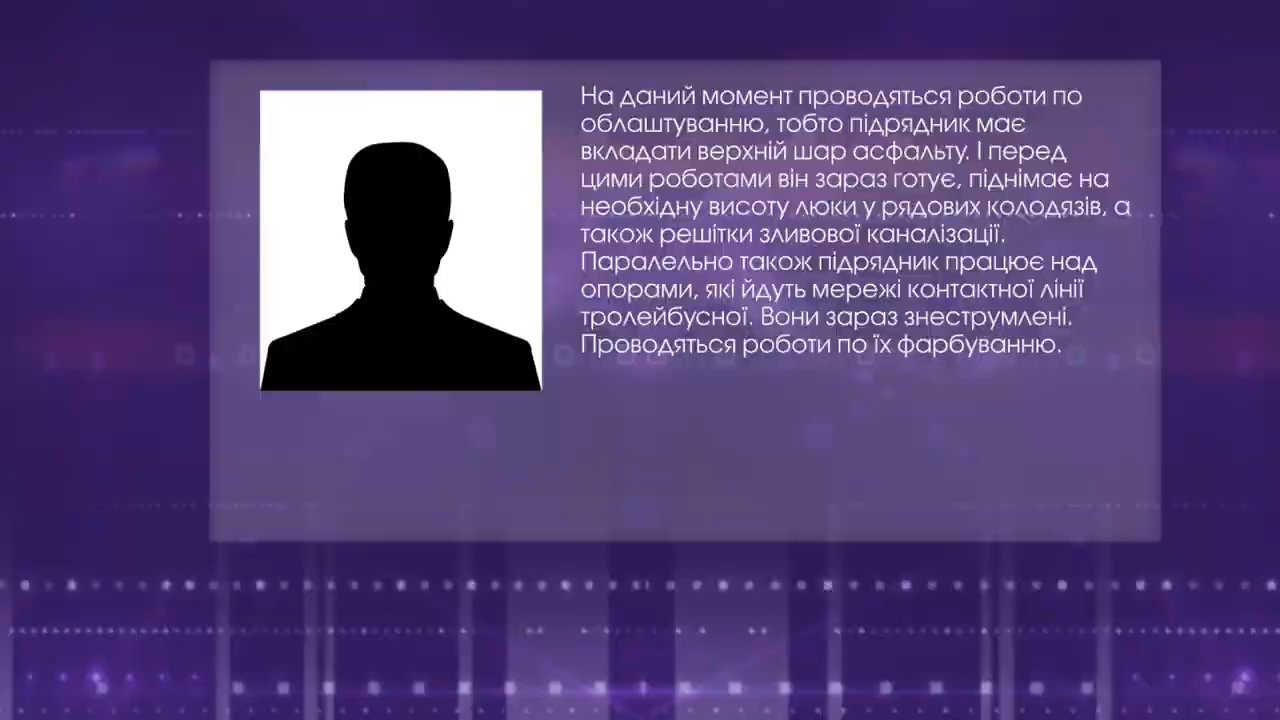 На даний момент проводяться роботи по
облаштуванню, тобто підрядник має
вкладати верхній шар асфальту. І перед
цими роботами він зараз готує, піднімає на
необхідну висоту люки у рядових колодязів, а
також решітки зливової каналізації.
Паралельно також підрядник працює над
опорами, які йдуть мережі контактної лінії
тролейбусної. Вони зараз знеструмлені.
Проводяться роботи по їх фарбуванню.